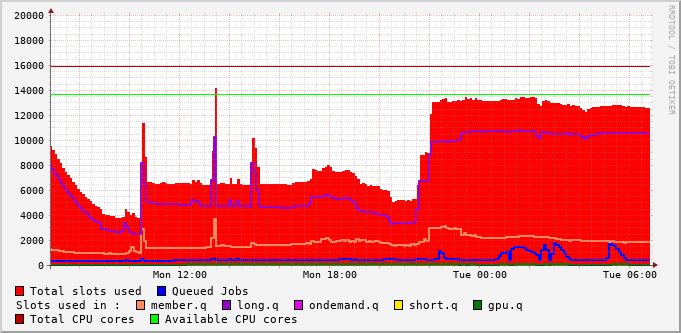 RRDTOOL / TOBI OETIKER
20000
18000
16000
14000
12000
10000
8000
6000
4000
2000
0
Mon 12:00 Mon 18:00 Tue 00:00 Tue 06:00
Total slots used Queued Jobs
Slots used in : member.q long.q ondemand.q short.q gpu.q
Total CPU cores Available CPU cores